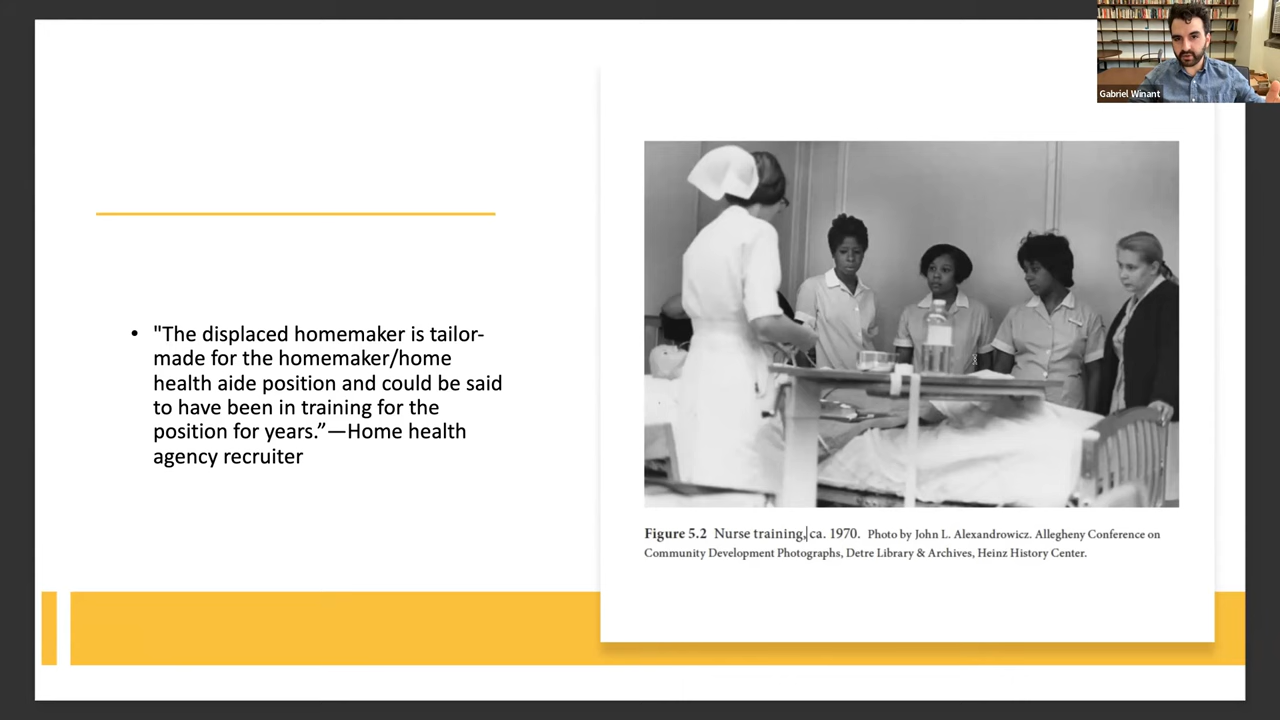 Gabriel Winant
• "The displaced homemaker is tailor-
made for the homemaker/home
health aide position and could be said
to have been in training for the
position for years.”—Home health
agency recruiter
Figure 5.2 Nurse training, ca. 1970. Photo by John L. Alexandrowicz. Allegheny Conference on
Community Development Photographs, Detre Library & Archives, Heinz History Center.